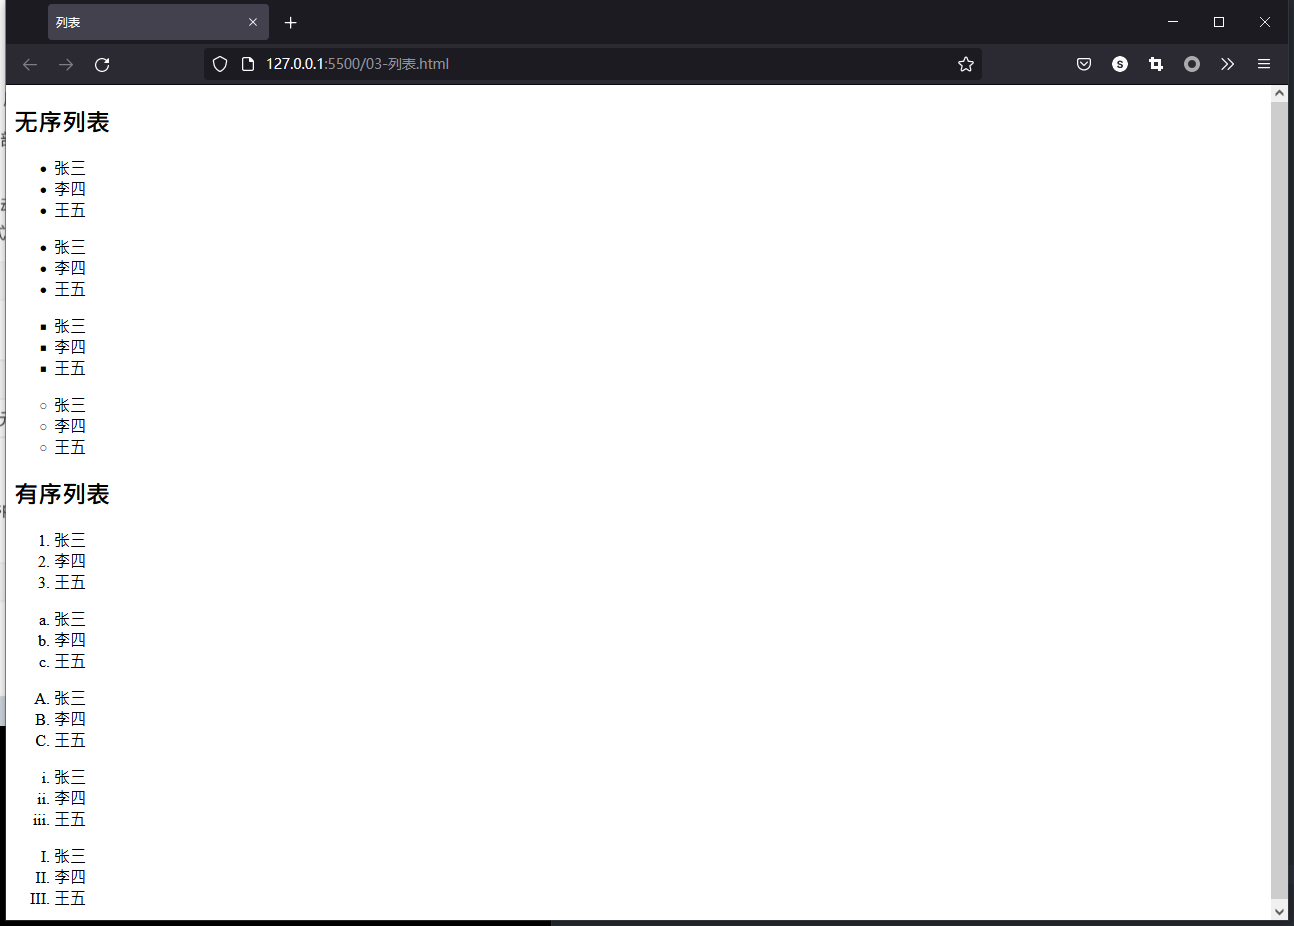 列表
127.0.0.1:5500/03-列表.html
无序列表
张三
李四
王五
张三
李四
王五
张三
李四
王五
张三
李四
王五
有序列表
1. 张三
2. 李四
3. 王五
a. 张三
b. 李四
c. 王五
A. 张三
B. 李四
C. 王五
i. 张三
ii. 李四
iii. 王五
I. 张三
II. 李四
III. 王五